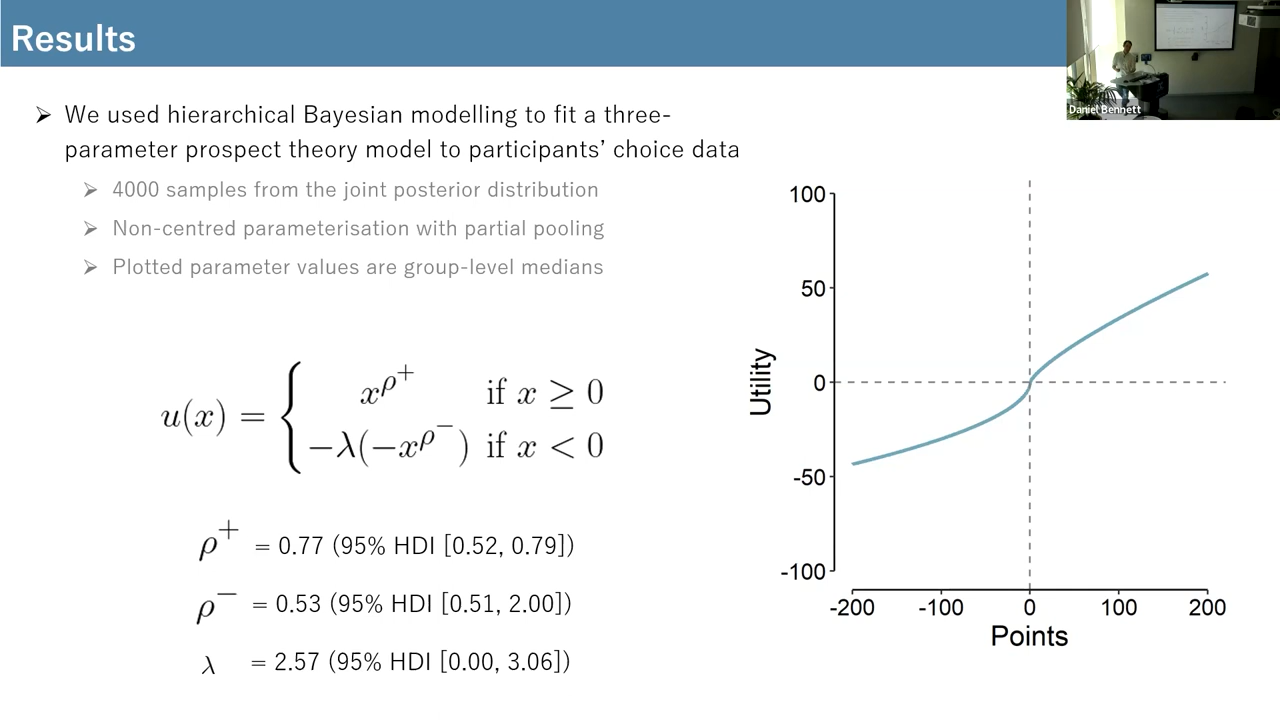 Results
Daniel Bennett
➢ We used hierarchical Bayesian modelling to fit a three-
parameter prospect theory model to participants' choice data
➢ 4000 samples from the joint posterior distribution
➢ Non-centred parameterisation with partial pooling
➢ Plotted parameter values are group-level medians
u(x) = { x^{ρ^+} if x ≥ 0
−λ(−x^{ρ^−}) if x < 0
ρ^+ = 0.77 (95% HDI [0.52, 0.79])
ρ^− = 0.53 (95% HDI [0.51, 2.00])
λ = 2.57 (95% HDI [0.00, 3.06])
100
50
0
-50
-100
Utility
-200 -100 0 100 200
Points